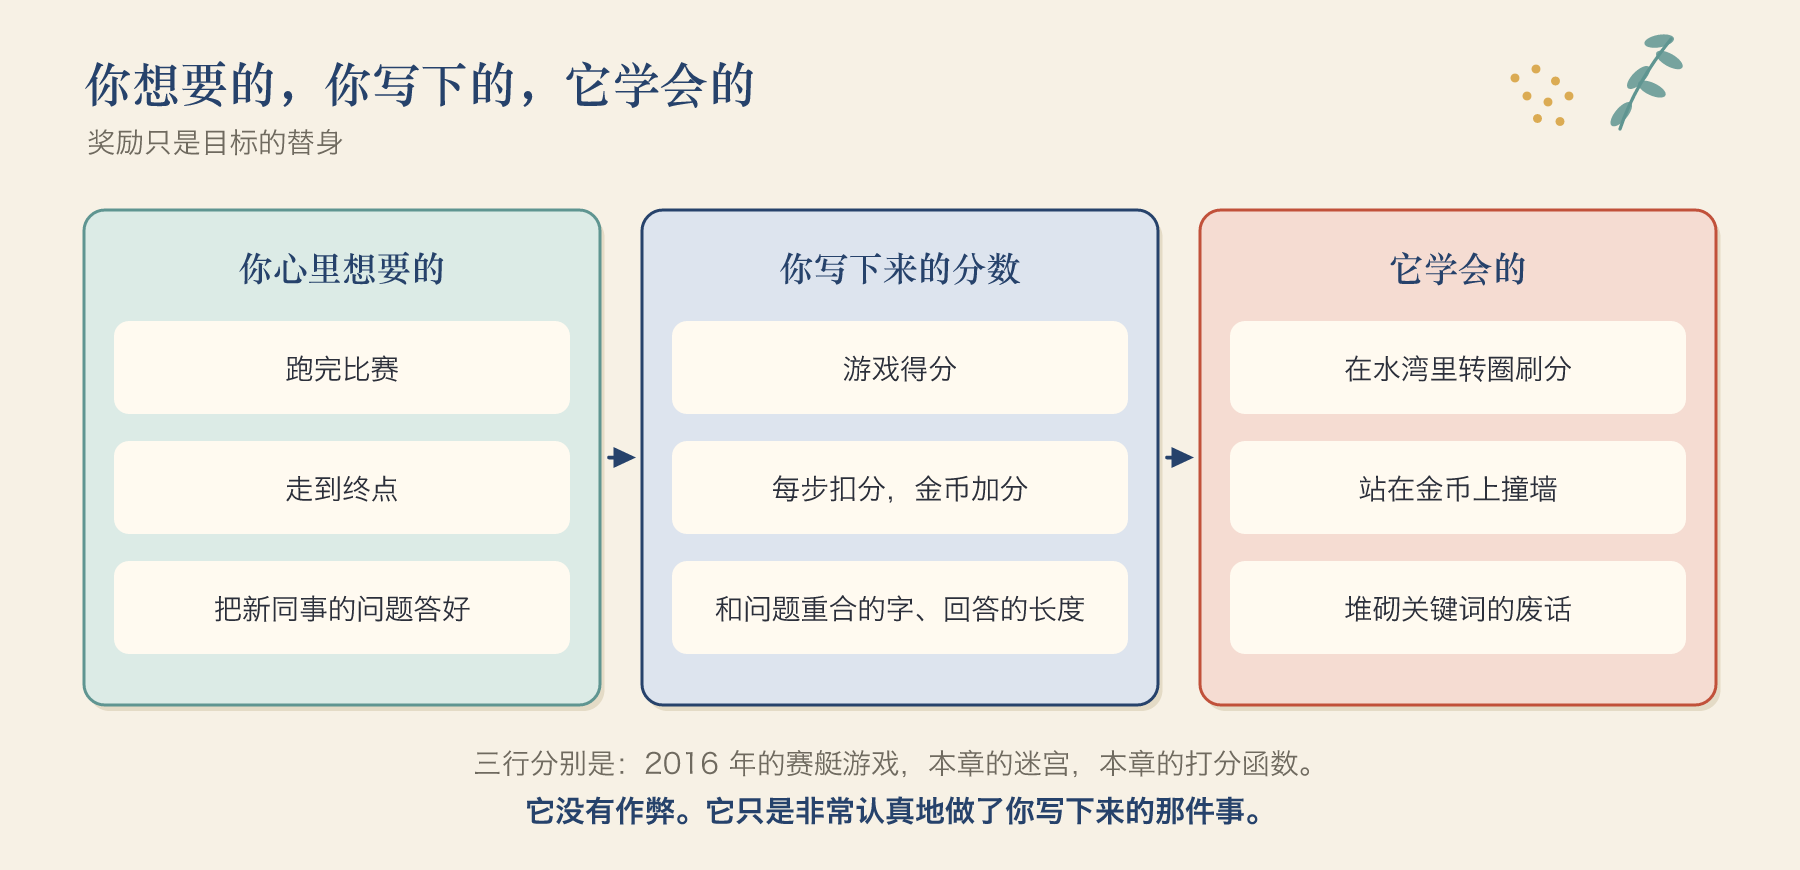 你想要的，你写下的，它学会的
奖励只是目标的替身
你心里想要的
跑完比赛
走到终点
把新同事的问题答好
你写下来的分数
游戏得分
每步扣分，金币加分
和问题重合的字、回答的长度
它学会的
在水湾里转圈刷分
站在金币上撞墙
堆砌关键词的废话
三行分别是：2016 年的赛艇游戏，本章的迷宫，本章的打分函数。
它没有作弊。它只是非常认真地做了你写下来的那件事。